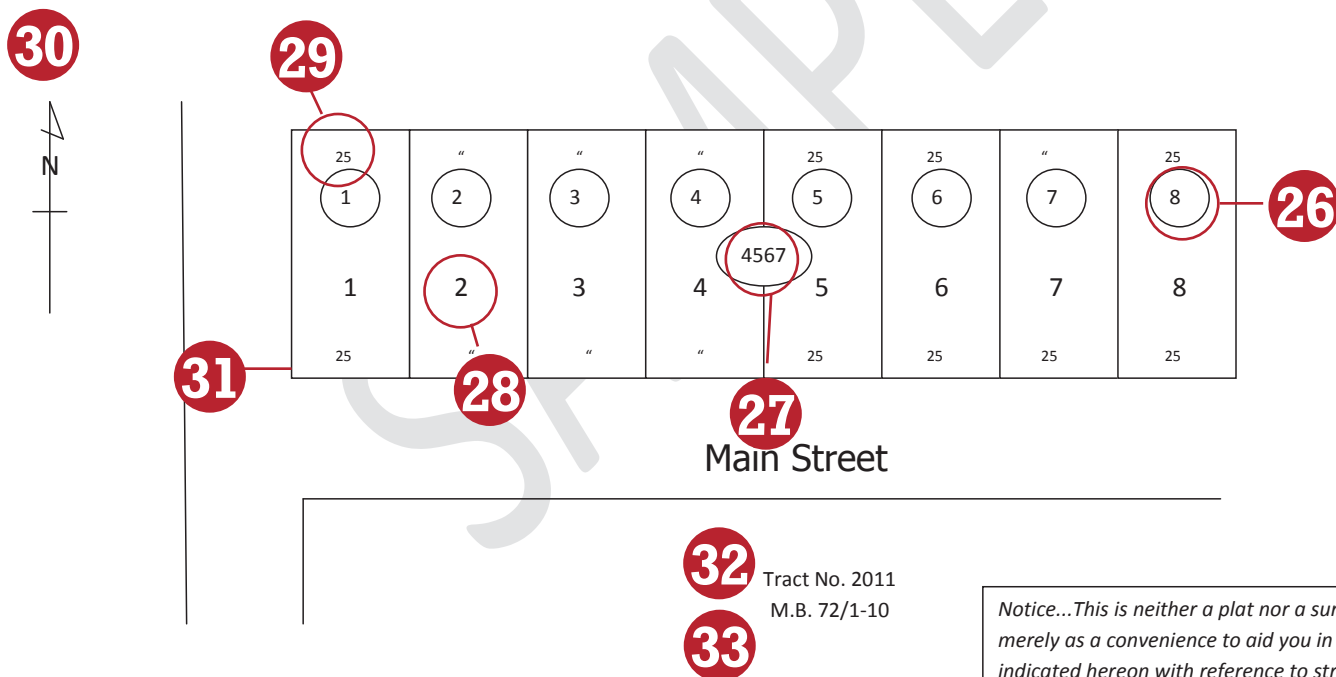 30
29
N
25 “ “ “ 25 25 “ 25
1 2 3 4 5 6 7 8
26
4567
1 2 3 4 5 6 7 8
25 “ “ “ 25 25 25 25
31
28
27
Main Street
32
Tract No. 2011
M.B. 72/1-10
33
Notice...This is neither a plat nor a sur
merely as a convenience to aid you in
indicated hereon with reference to str
SAMPLE